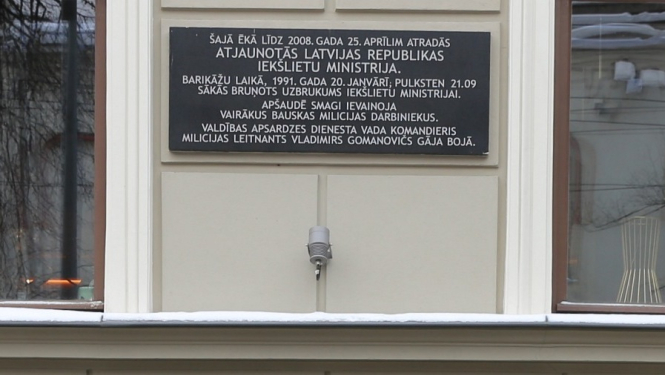 ŠAJĀ ĒKĀ LĪDZ 2008. GADA 25. APRĪLIM ATRADĀS
ATJAUNOTĀS LATVIJAS REPUBLIKAS
IEKŠLIETU MINISTRIJA.
BARIKĀŽU LAIKĀ, 1991. GADA 20. JANVĀRĪ, PULKSTEN 21.09
SĀKĀS BRUŅOTS UZBRUKUMS IEKŠLIETU MINISTRIJAI.
APŠAUDĒ SMAGI IEVAINOJA
VAIRĀKUS BAUSKAS MILICIJAS DARBINIEKUS.
VALDĪBAS APSARDZES DIENESTA VADA KOMANDIERIS
MILICIJAS LEITNANTS VLADIMIRS GOMANOVIČS GĀJA BOJĀ.